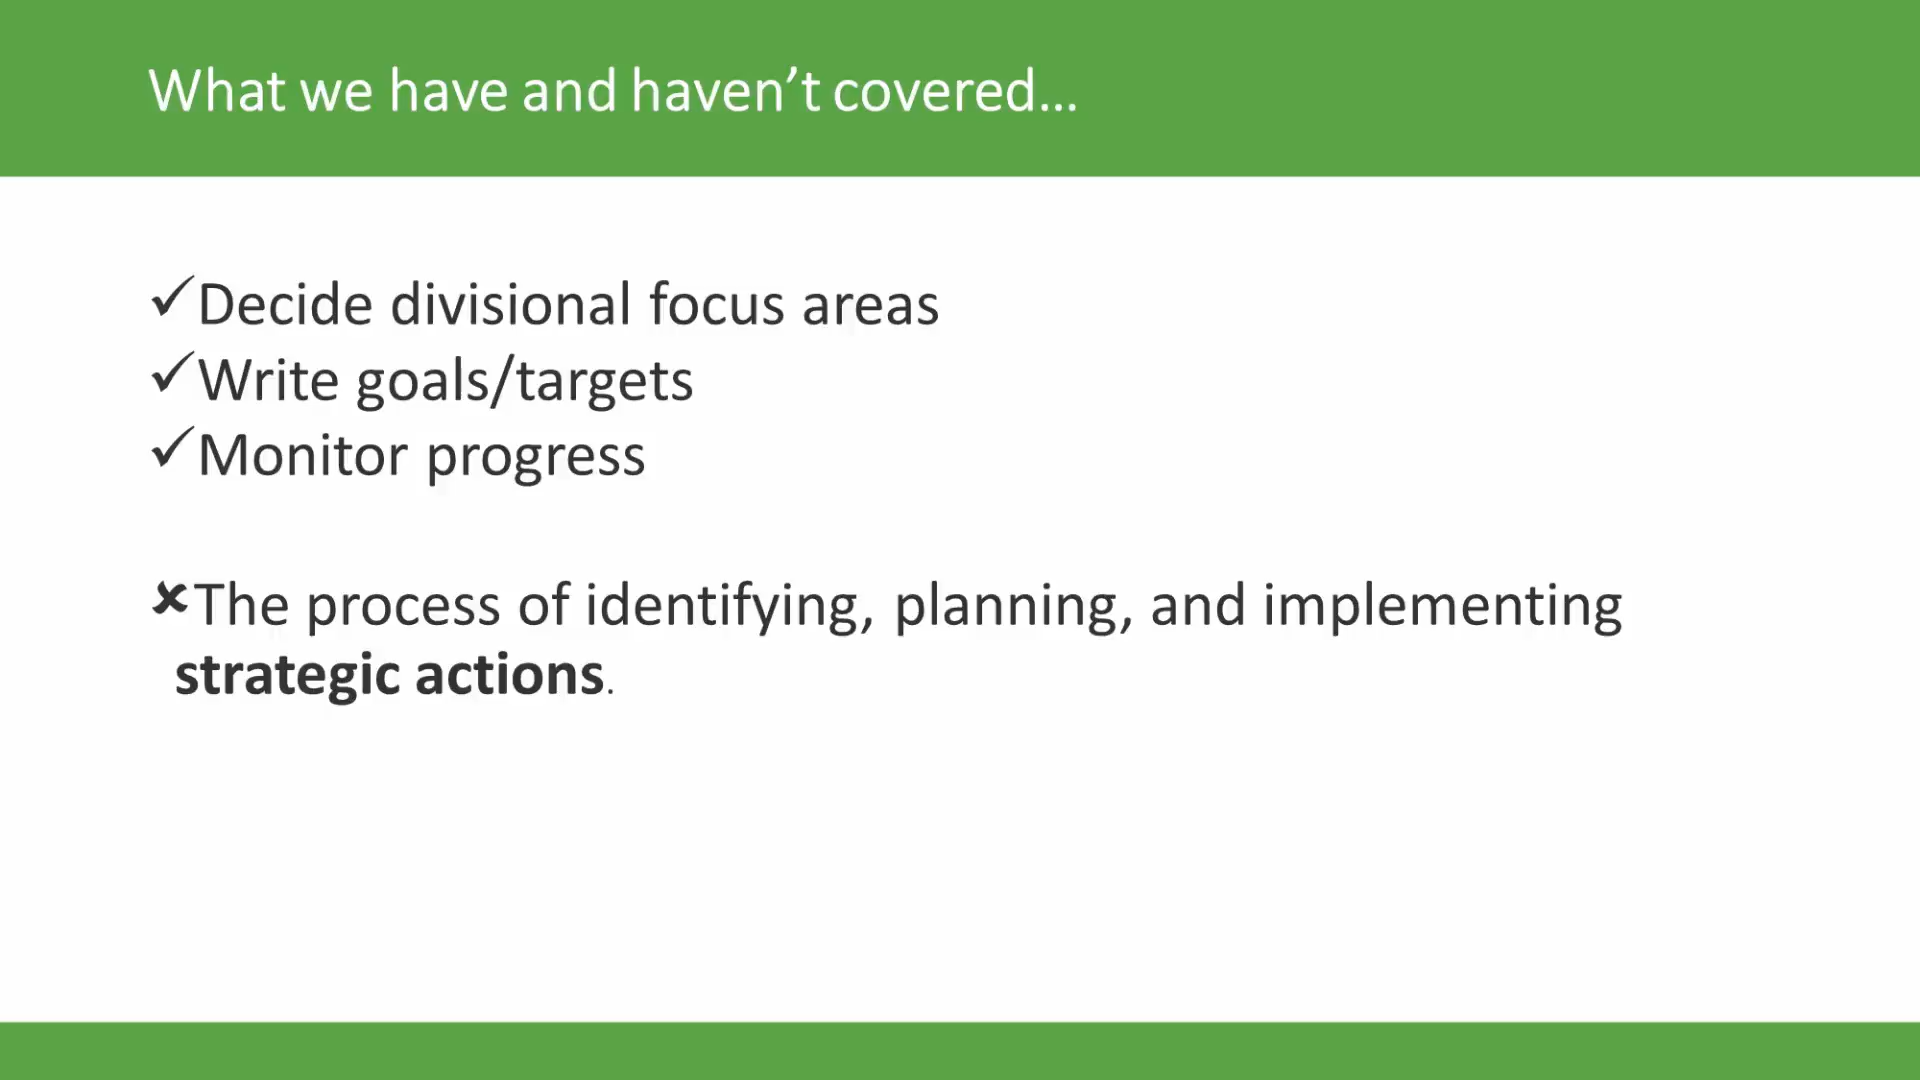 What we have and haven’t covered…
✓Decide divisional focus areas
✓Write goals/targets
✓Monitor progress
✘The process of identifying, planning, and implementing
strategic actions.